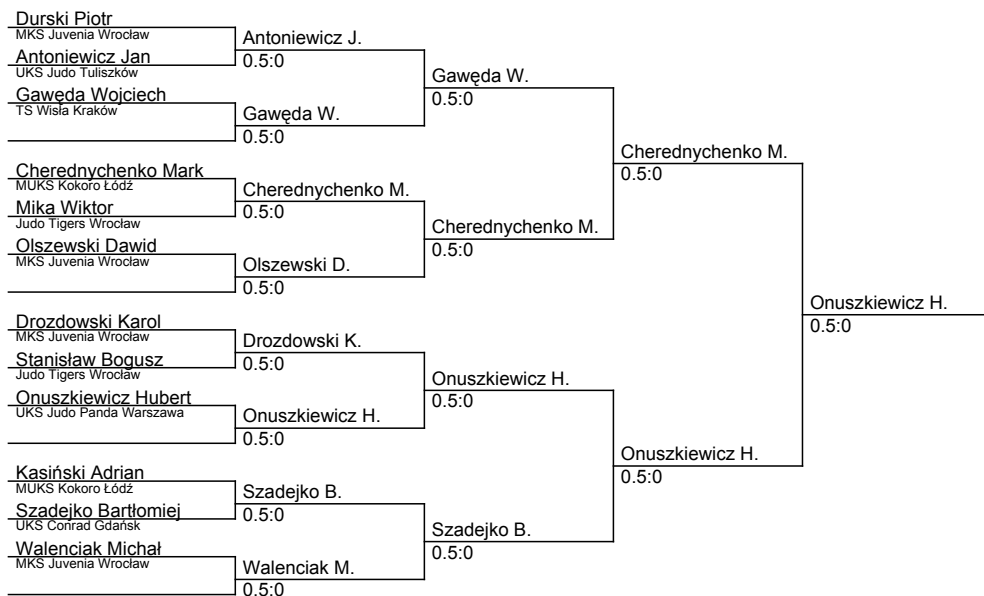 Durski Piotr
MKS Juvenia Wrocław
Antoniewicz Jan
UKS Judo Tuliszków
Gawęda Wojciech
TS Wisła Kraków
Cherednychenko Mark
MUKS Kokoro Łódź
Mika Wiktor
Judo Tigers Wrocław
Olszewski Dawid
MKS Juvenia Wrocław
Drozdowski Karol
MKS Juvenia Wrocław
Stanisław Bogusz
Judo Tigers Wrocław
Onuszkiewicz Hubert
UKS Judo Panda Warszawa
Kasiński Adrian
MUKS Kokoro Łódź
Szadejko Bartłomiej
UKS Conrad Gdańsk
Walenciak Michał
MKS Juvenia Wrocław
Antoniewicz J.
0.5:0
Gawęda W.
0.5:0
Cherednychenko M.
0.5:0
Olszewski D.
0.5:0
Drozdowski K.
0.5:0
Onuszkiewicz H.
0.5:0
Szadejko B.
0.5:0
Walenciak M.
0.5:0
Gawęda W.
0.5:0
Cherednychenko M.
0.5:0
Onuszkiewicz H.
0.5:0
Szadejko B.
0.5:0
Cherednychenko M.
0.5:0
Onuszkiewicz H.
0.5:0
Onuszkiewicz H.
0.5:0